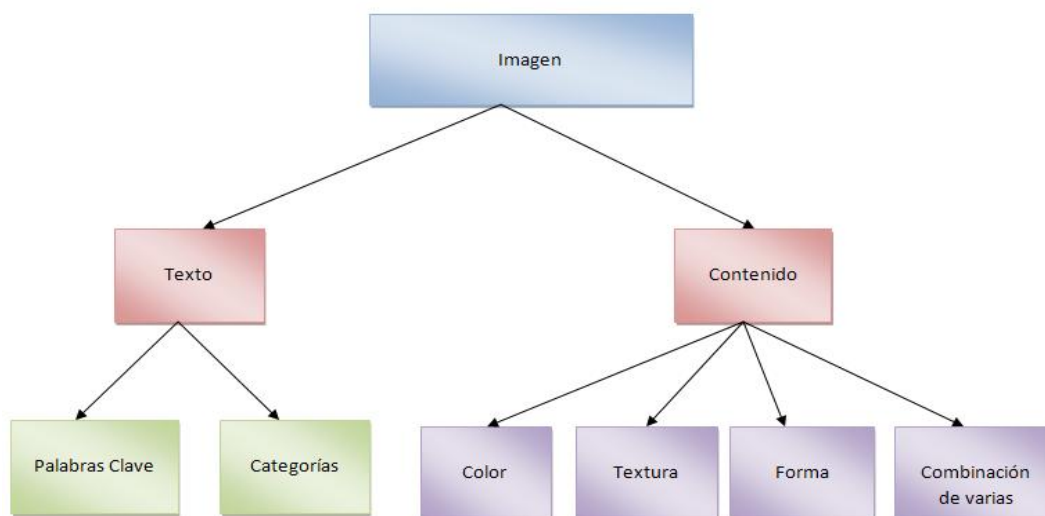 Imagen
Texto
Contenido
Palabras Clave
Categorías
Color
Textura
Forma
Combinación
de varias